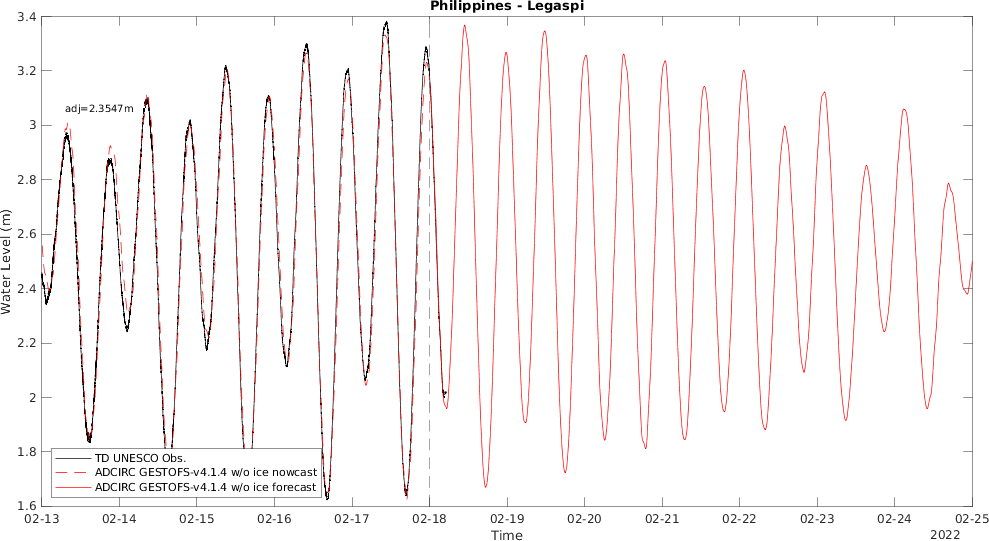 Philippines - Legaspi
3.4
3.2
3
2.8
2.6
2.4
2.2
2
1.8
1.6
Water Level (m)
adj=2.3547m
TD UNESCO Obs.
ADCIRC GESTOFS-v4.1.4 w/o ice nowcast
ADCIRC GESTOFS-v4.1.4 w/o ice forecast
02-13 02-14 02-15 02-16 02-17 02-18 02-19 02-20 02-21 02-22 02-23 02-24 02-25
Time
2022